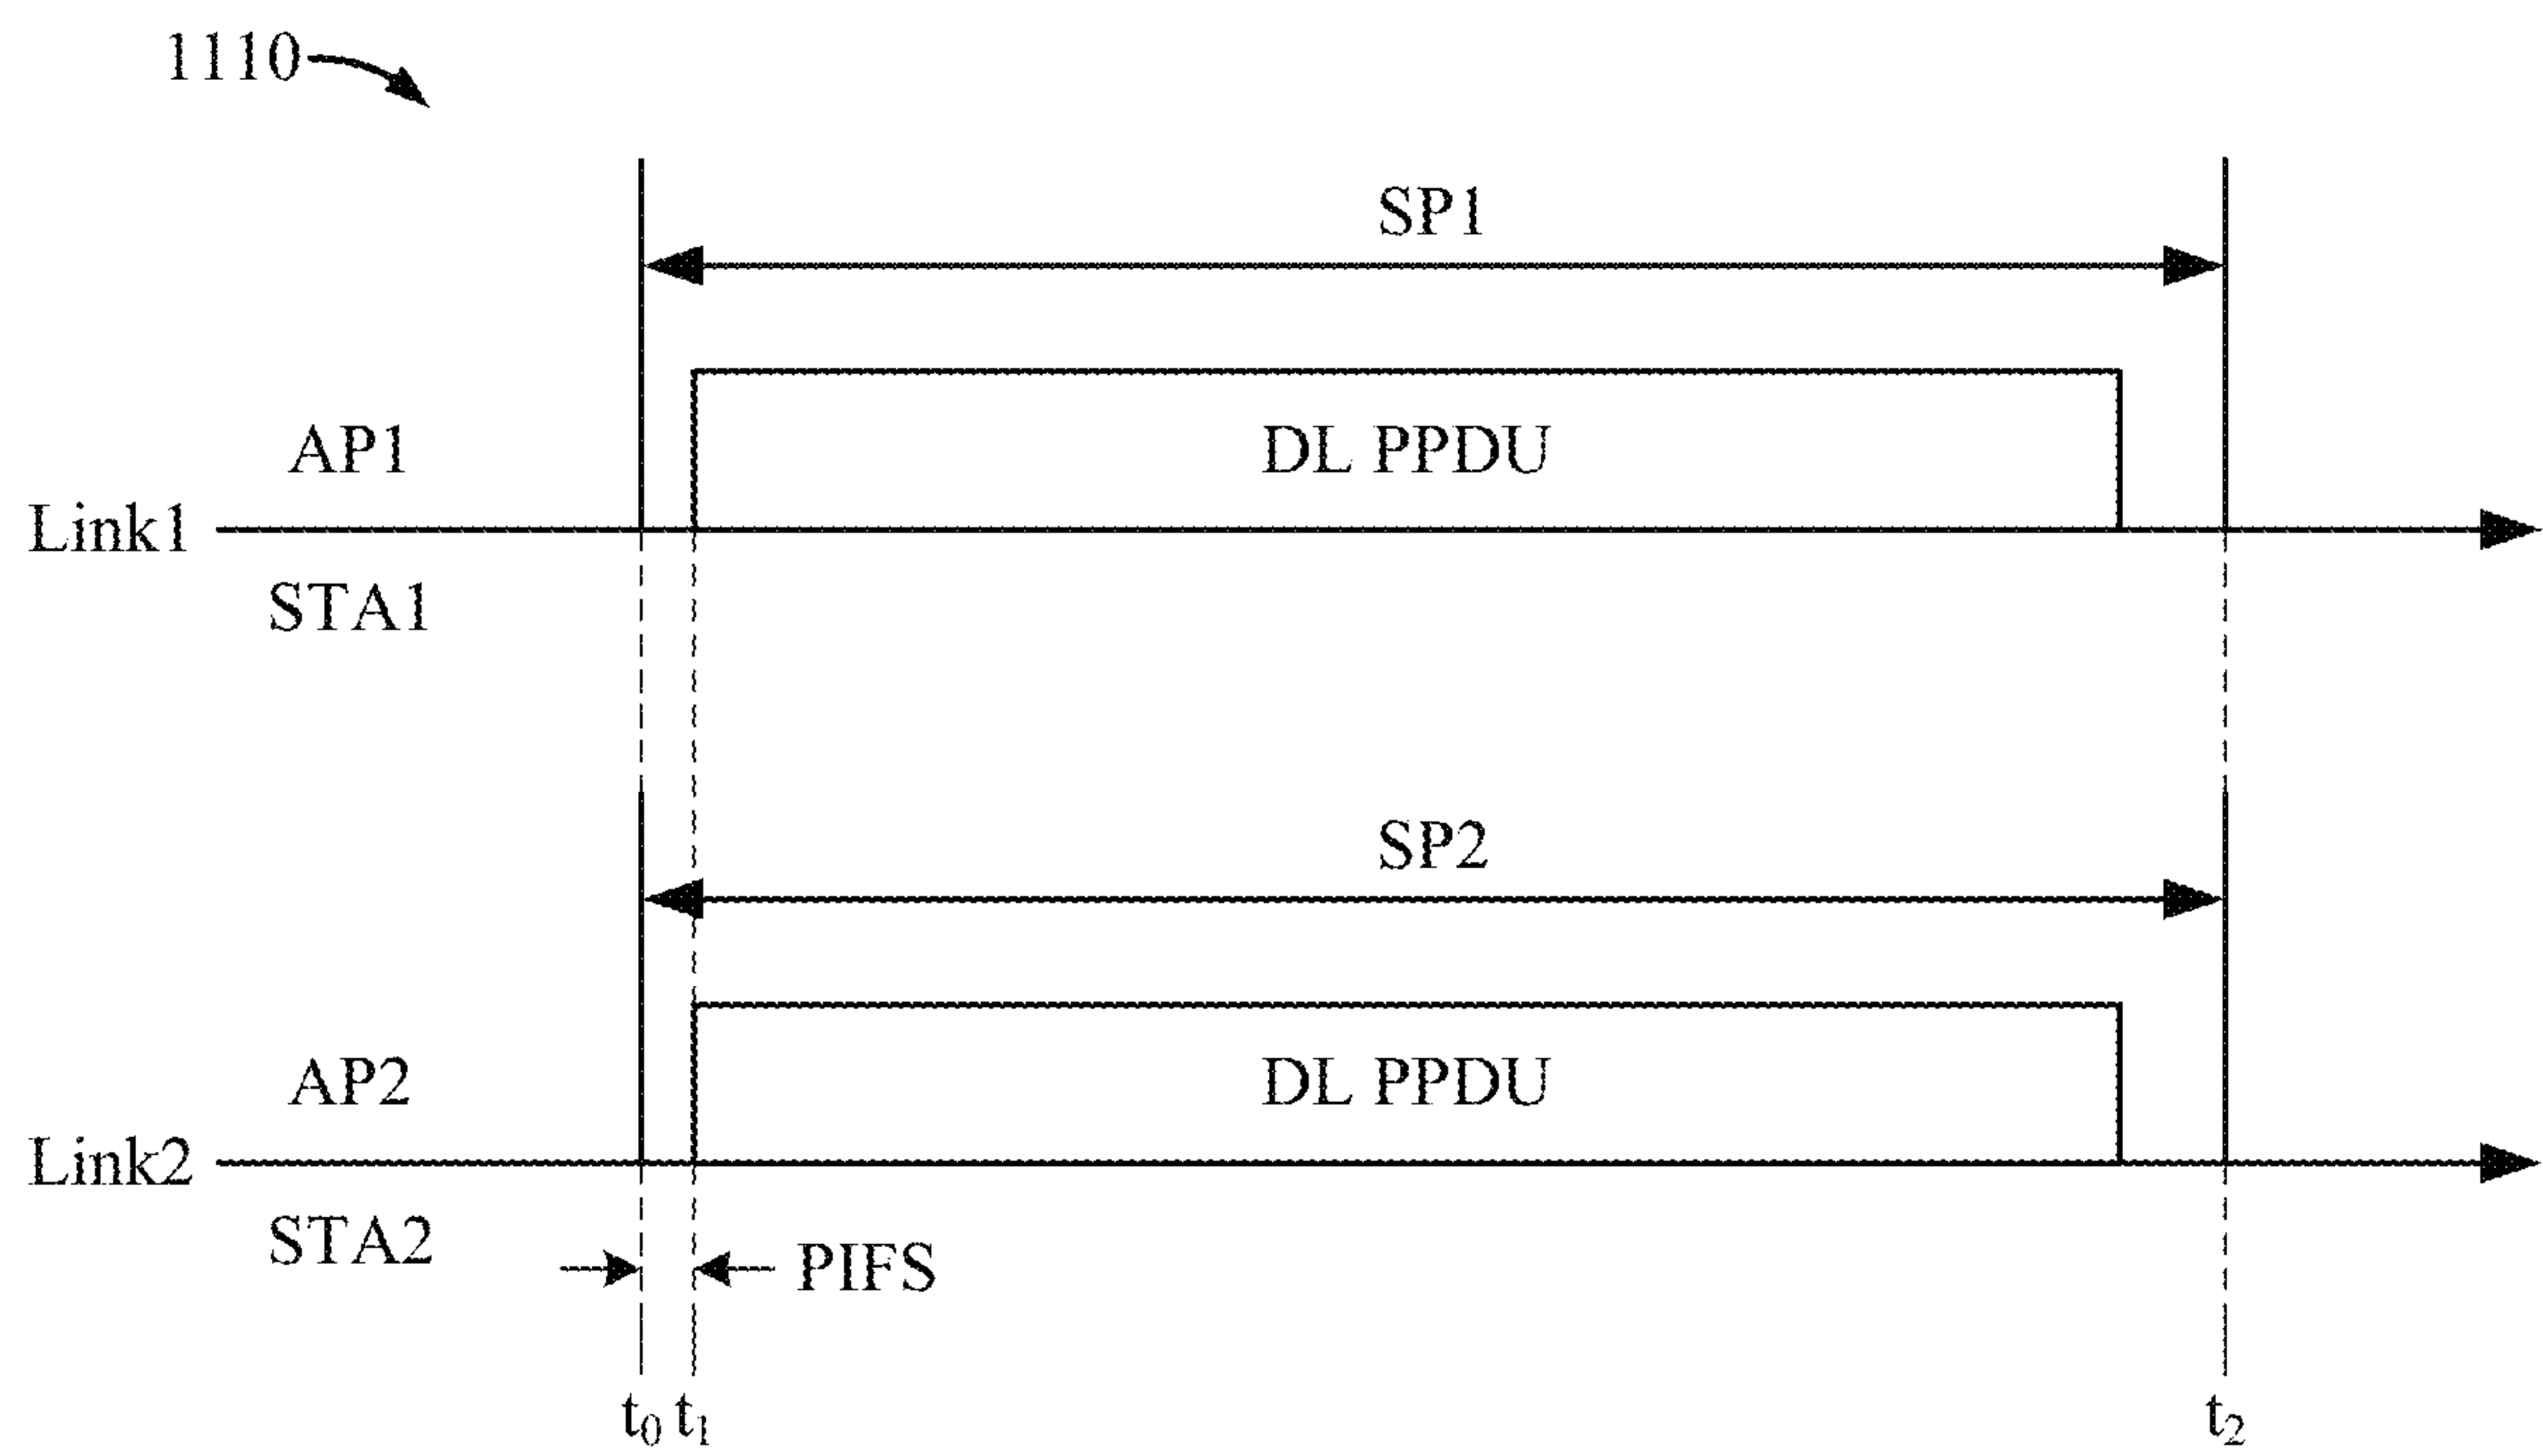 1110
SP1
AP1
DL PPDU
Link1
STA1
SP2
AP2
DL PPDU
Link2
STA2
PIFS
t0 t1 t2